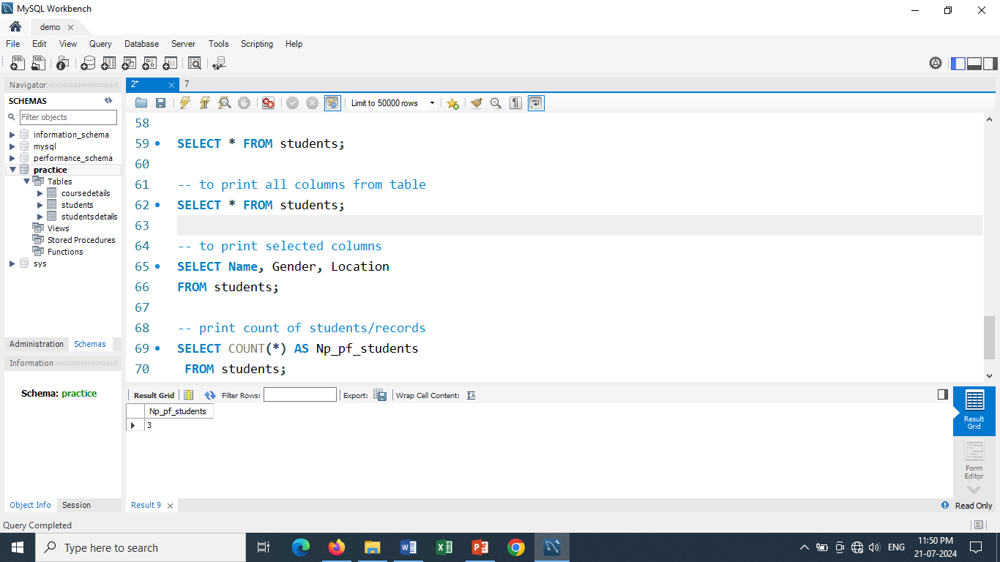 MySQL Workbench
demo
File Edit View Query Database Server Tools Scripting Help
Navigator
SCHEMAS
Filter objects
information_schema
mysql
performance_schema
practice
Tables
coursedetails
students
studentsdetails
Views
Stored Procedures
Functions
sys
Administration Schemas
Information
Schema: practice
Object Info Session
2* 7
Limit to 50000 rows
58
59 SELECT * FROM students;
60
61 -- to print all columns from table
62 SELECT * FROM students;
63
64 -- to print selected columns
65 SELECT Name, Gender, Location
66 FROM students;
67
68 -- print count of students/records
69 SELECT COUNT(*) AS Np_pf_students
70 FROM students;
Result Grid Filter Rows: Export: Wrap Cell Content:
Np_pf_students
3
Result
Grid
Form
Editor
Result 9
Read Only
Query Completed
Type here to search
ENG
11:50 PM
21-07-2024